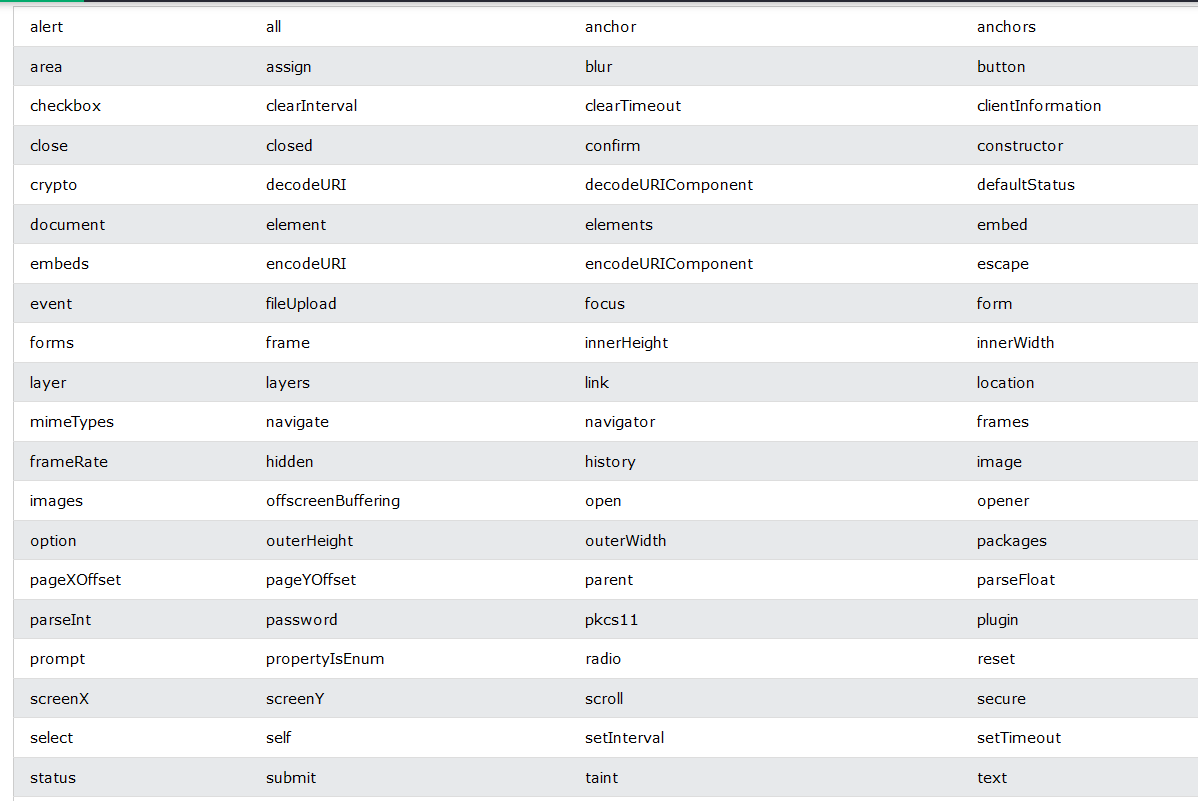 alert all anchor anchors
area assign blur button
checkbox clearInterval clearTimeout clientInformation
close closed confirm constructor
crypto decodeURI decodeURIComponent defaultStatus
document element elements embed
embeds encodeURI encodeURIComponent escape
event fileUpload focus form
forms frame innerHeight innerWidth
layer layers link location
mimeTypes navigate navigator frames
frameRate hidden history image
images offscreenBuffering open opener
option outerHeight outerWidth packages
pageXOffset pageYOffset parent parseFloat
parseInt password pkcs11 plugin
prompt propertyIsEnum radio reset
screenX screenY scroll secure
select self setInterval setTimeout
status submit taint text